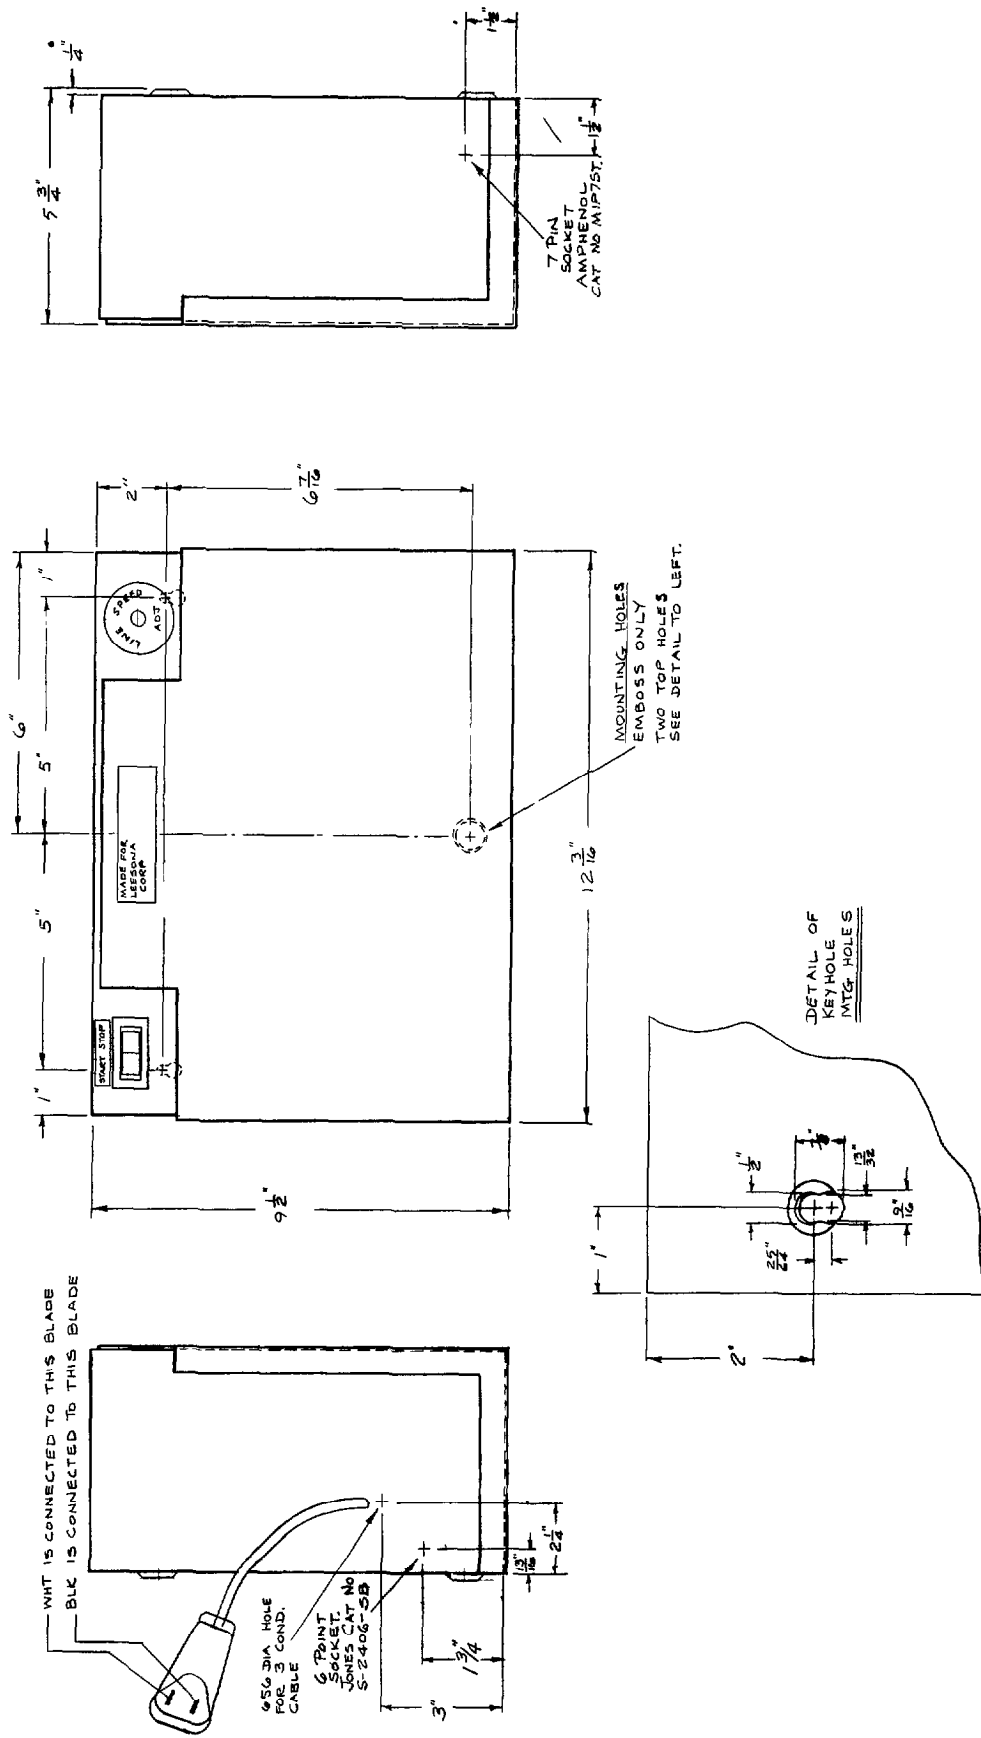 WHT IS CONNECTED TO THIS BLADE
BLK IS CONNECTED TO THIS BLADE
656 DIA HOLE
FOR 3 COND.
CABLE
6 POINT
SOCKET.
JONES CAT NO
S-2406-SB
3"
1 3/4"
13/16
2 1/4"
9 1/2"
1"
5"
5"
6"
1"
START STOP
MADE FOR
LEESONA
CORP
LINE SPEED
ADJ
2"
6 7/16"
12 3/16"
MOUNTING HOLES
EMBOSS ONLY
TWO TOP HOLES
SEE DETAIL TO LEFT.
5 3/4"
1/4"
1 1/2"
1 1/2"
7 PIN
SOCKET
AMPHENOL
CAT NO MIP7ST.
2"
1"
1/2"
13/32
9/16
DETAIL OF
KEYHOLE
MTG HOLES